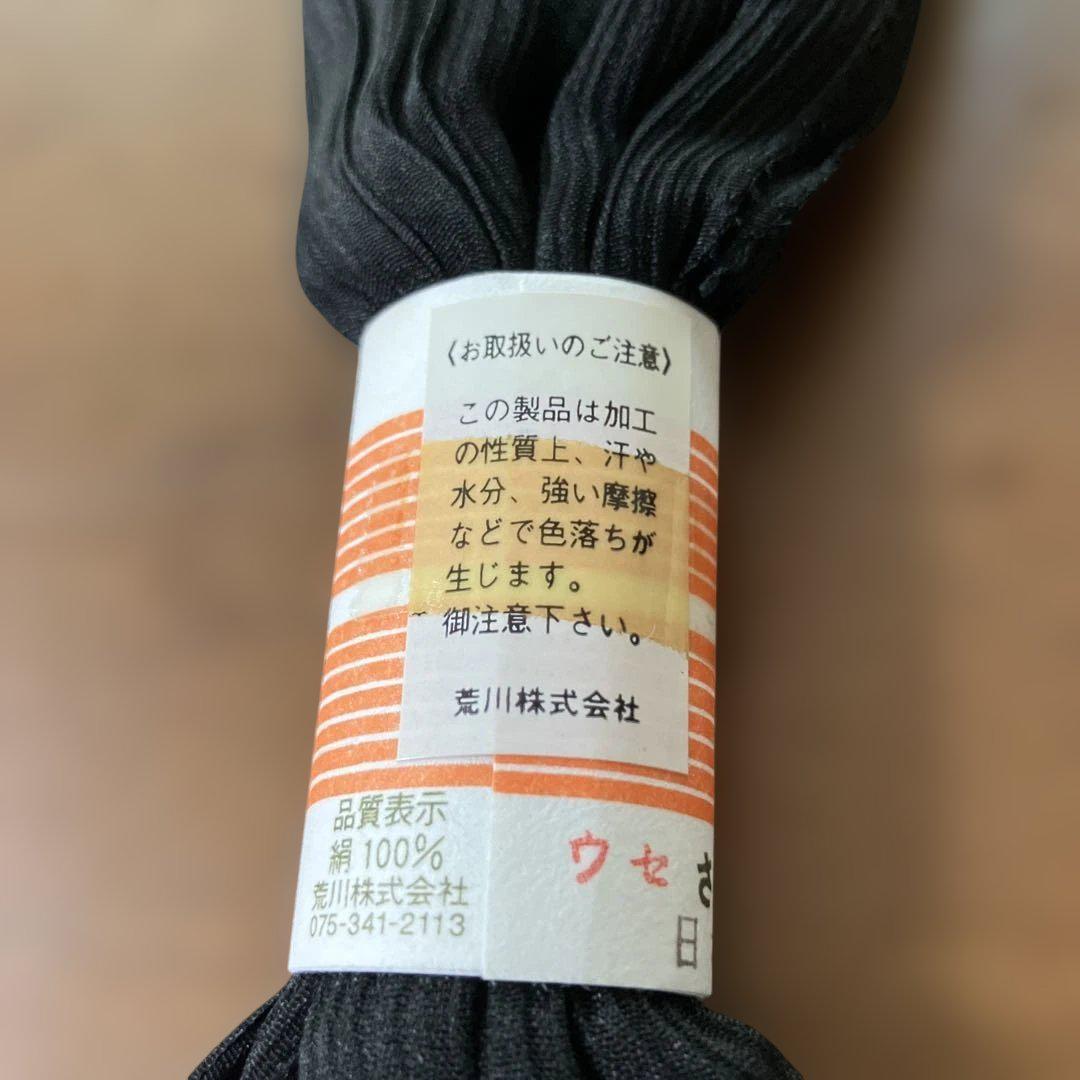 〈お取扱いのご注意〉
この製品は加工
の性質上、汗や
水分、強い摩擦
などで色落ちが
生じます。
御注意下さい。
荒川株式会社
品質表示
絹100%
荒川株式会社
075-341-2113
ウセ
日